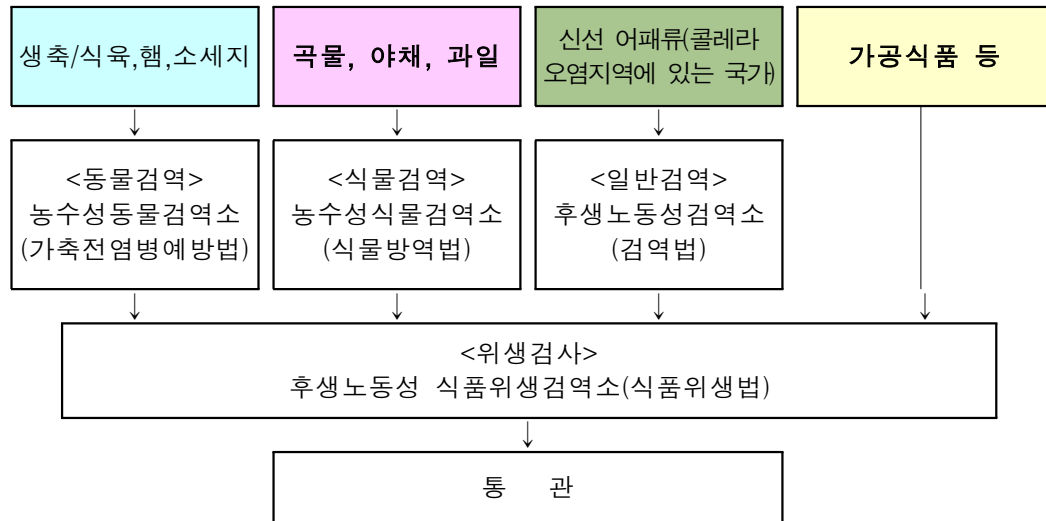 생축/식육,햄,소세지
곡물, 야채, 과일
신선 어패류(콜레라
오염지역에 있는 국가)
가공식품 등
<동물검역>
농수성동물검역소
(가축전염병예방법)
<식물검역>
농수성식물검역소
(식물방역법)
<일반검역>
후생노동성검역소
(검역법)
<위생검사>
후생노동성 식품위생검역소(식품위생법)
통 관